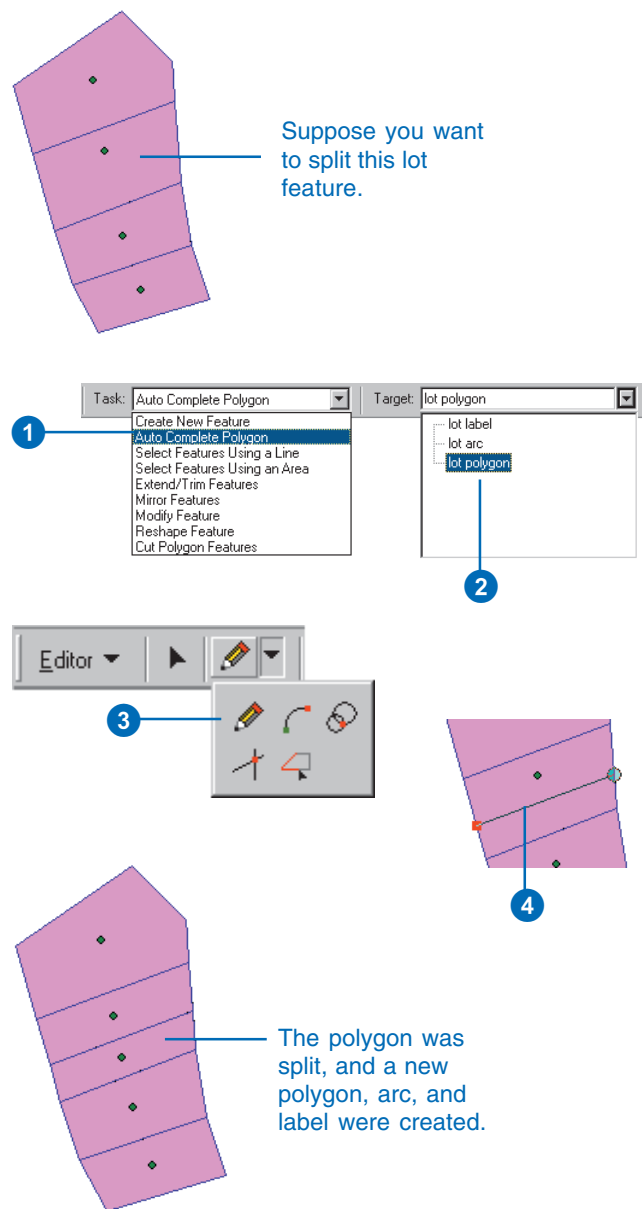 Suppose you want
to split this lot
feature.
Task: Auto Complete Polygon Target: lot polygon
1
Create New Feature
Auto Complete Polygon
Select Features Using a Line
Select Features Using an Area
Extend/Trim Features
Mirror Features
Modify Feature
Reshape Feature
Cut Polygon Features
lot label
lot arc
lot polygon
2
Editor
3
4
The polygon was
split, and a new
polygon, arc, and
label were created.